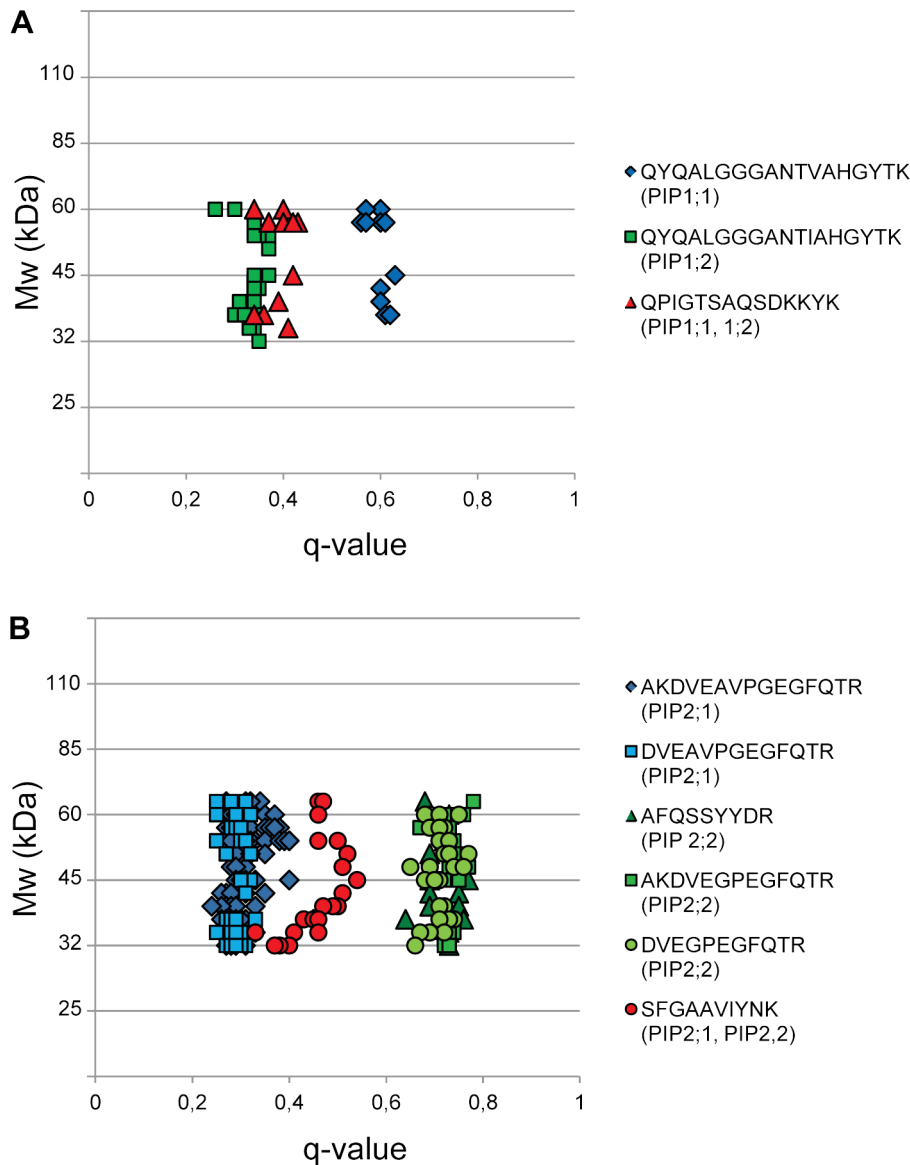 A
110
85
60
45
32
25
Mw (kDa)
0 0,2 0,4 0,6 0,8 1
q-value
QYQALGGGANTVAHGYTK
(PIP1;1)
QYQALGGGANTIAHGYTK
(PIP1;2)
QPIGTSAQSDKKYK
(PIP1;1, 1;2)
B
110
85
60
45
32
25
Mw (kDa)
0 0,2 0,4 0,6 0,8 1
q-value
AKDVEAVPGEGFQTR
(PIP2;1)
DVEAVPGEGFQTR
(PIP2;1)
AFQSSYYDR
(PIP 2;2)
AKDVEGPEGFQTR
(PIP2;2)
DVEGPEGFQTR
(PIP2;2)
SFGAAVIYNK
(PIP2;1, PIP2,2)